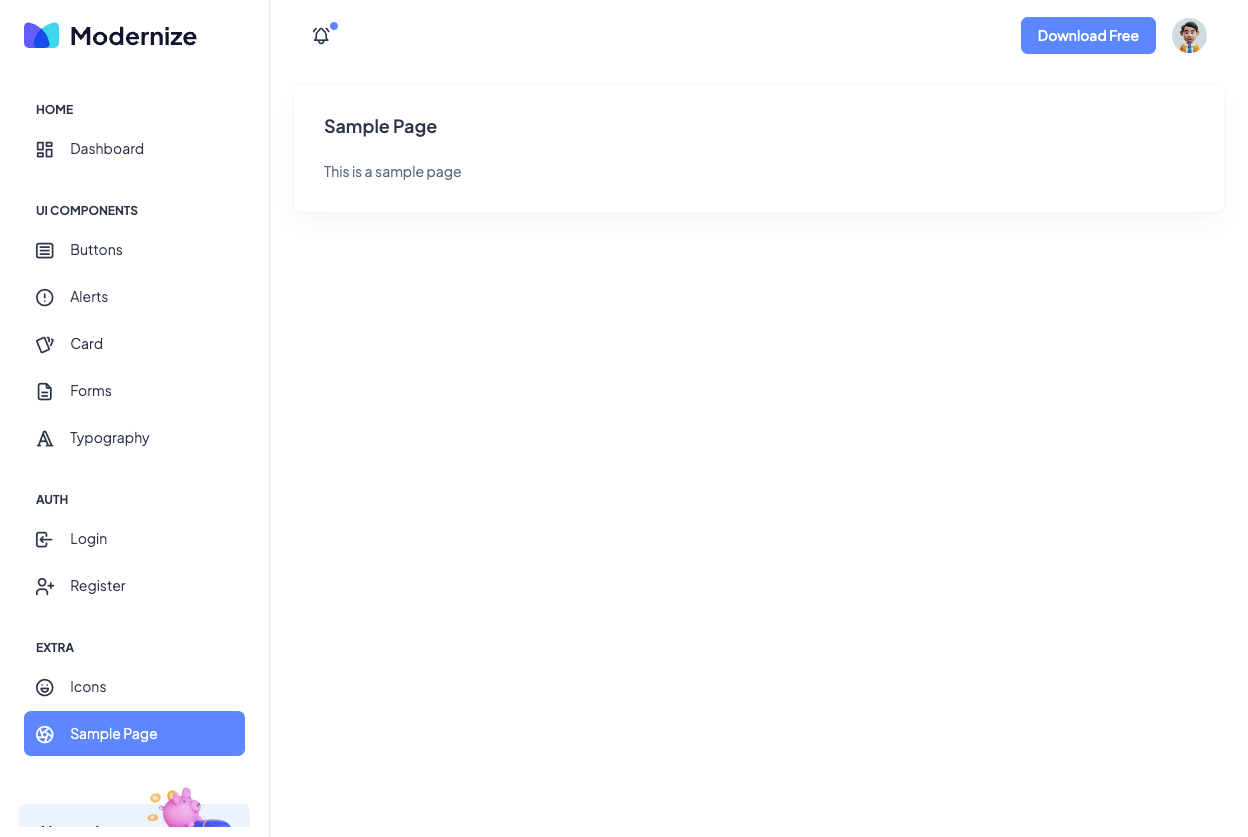 Modernize
Download Free
HOME
Dashboard
UI COMPONENTS
Buttons
Alerts
Card
Forms
Typography
AUTH
Login
Register
EXTRA
Icons
Sample Page
Sample Page
This is a sample page